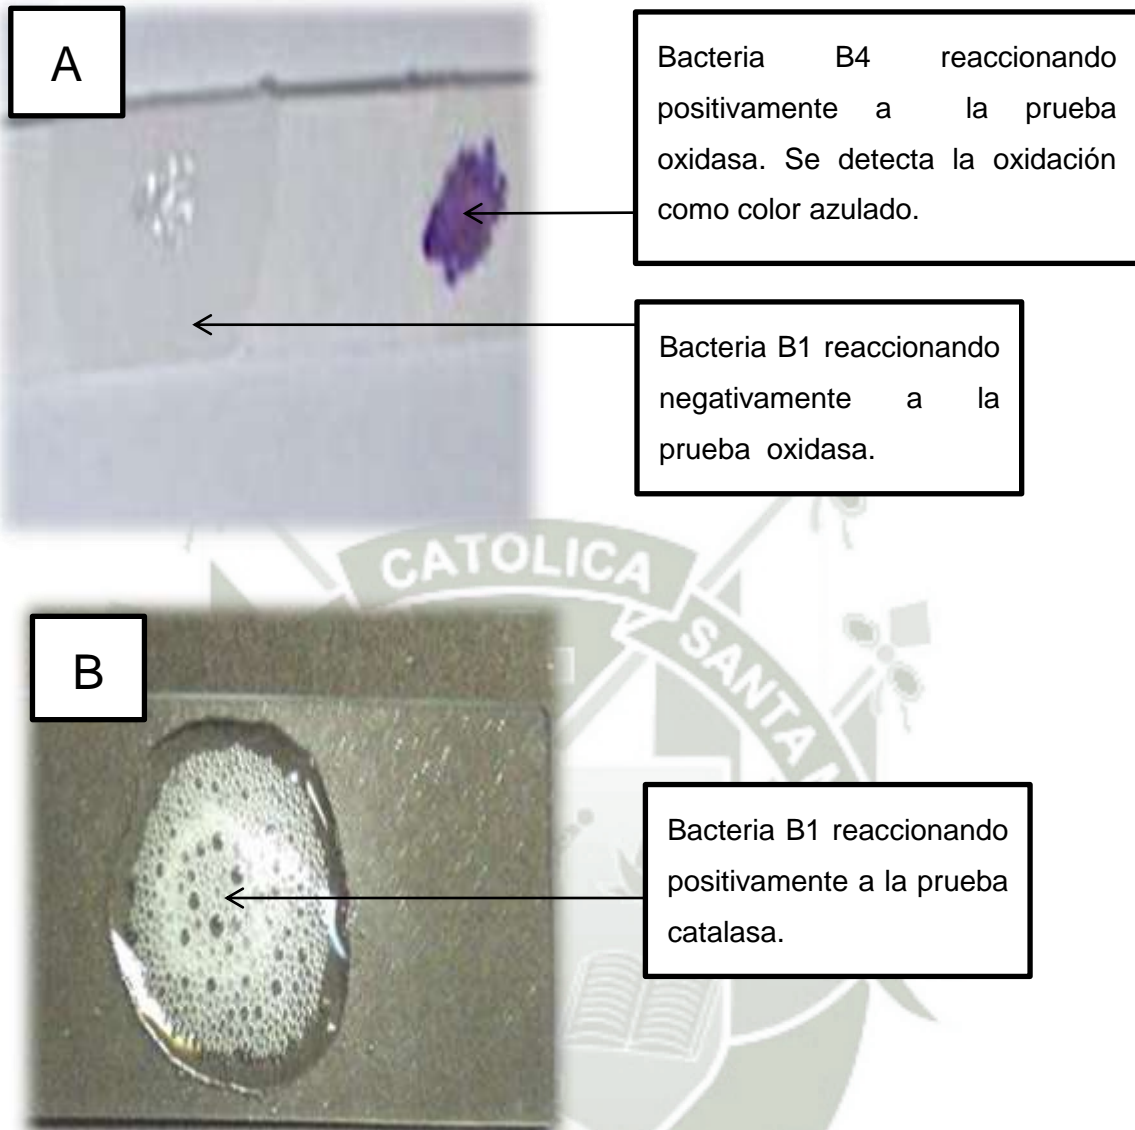 A
Bacteria B4 reaccionando
positivamente a la prueba
oxidasa. Se detecta la oxidación
como color azulado.
Bacteria B1 reaccionando
negativamente a la
prueba oxidasa.
CATOLICA
SANTA
B
Bacteria B1 reaccionando
positivamente a la prueba
catalasa.